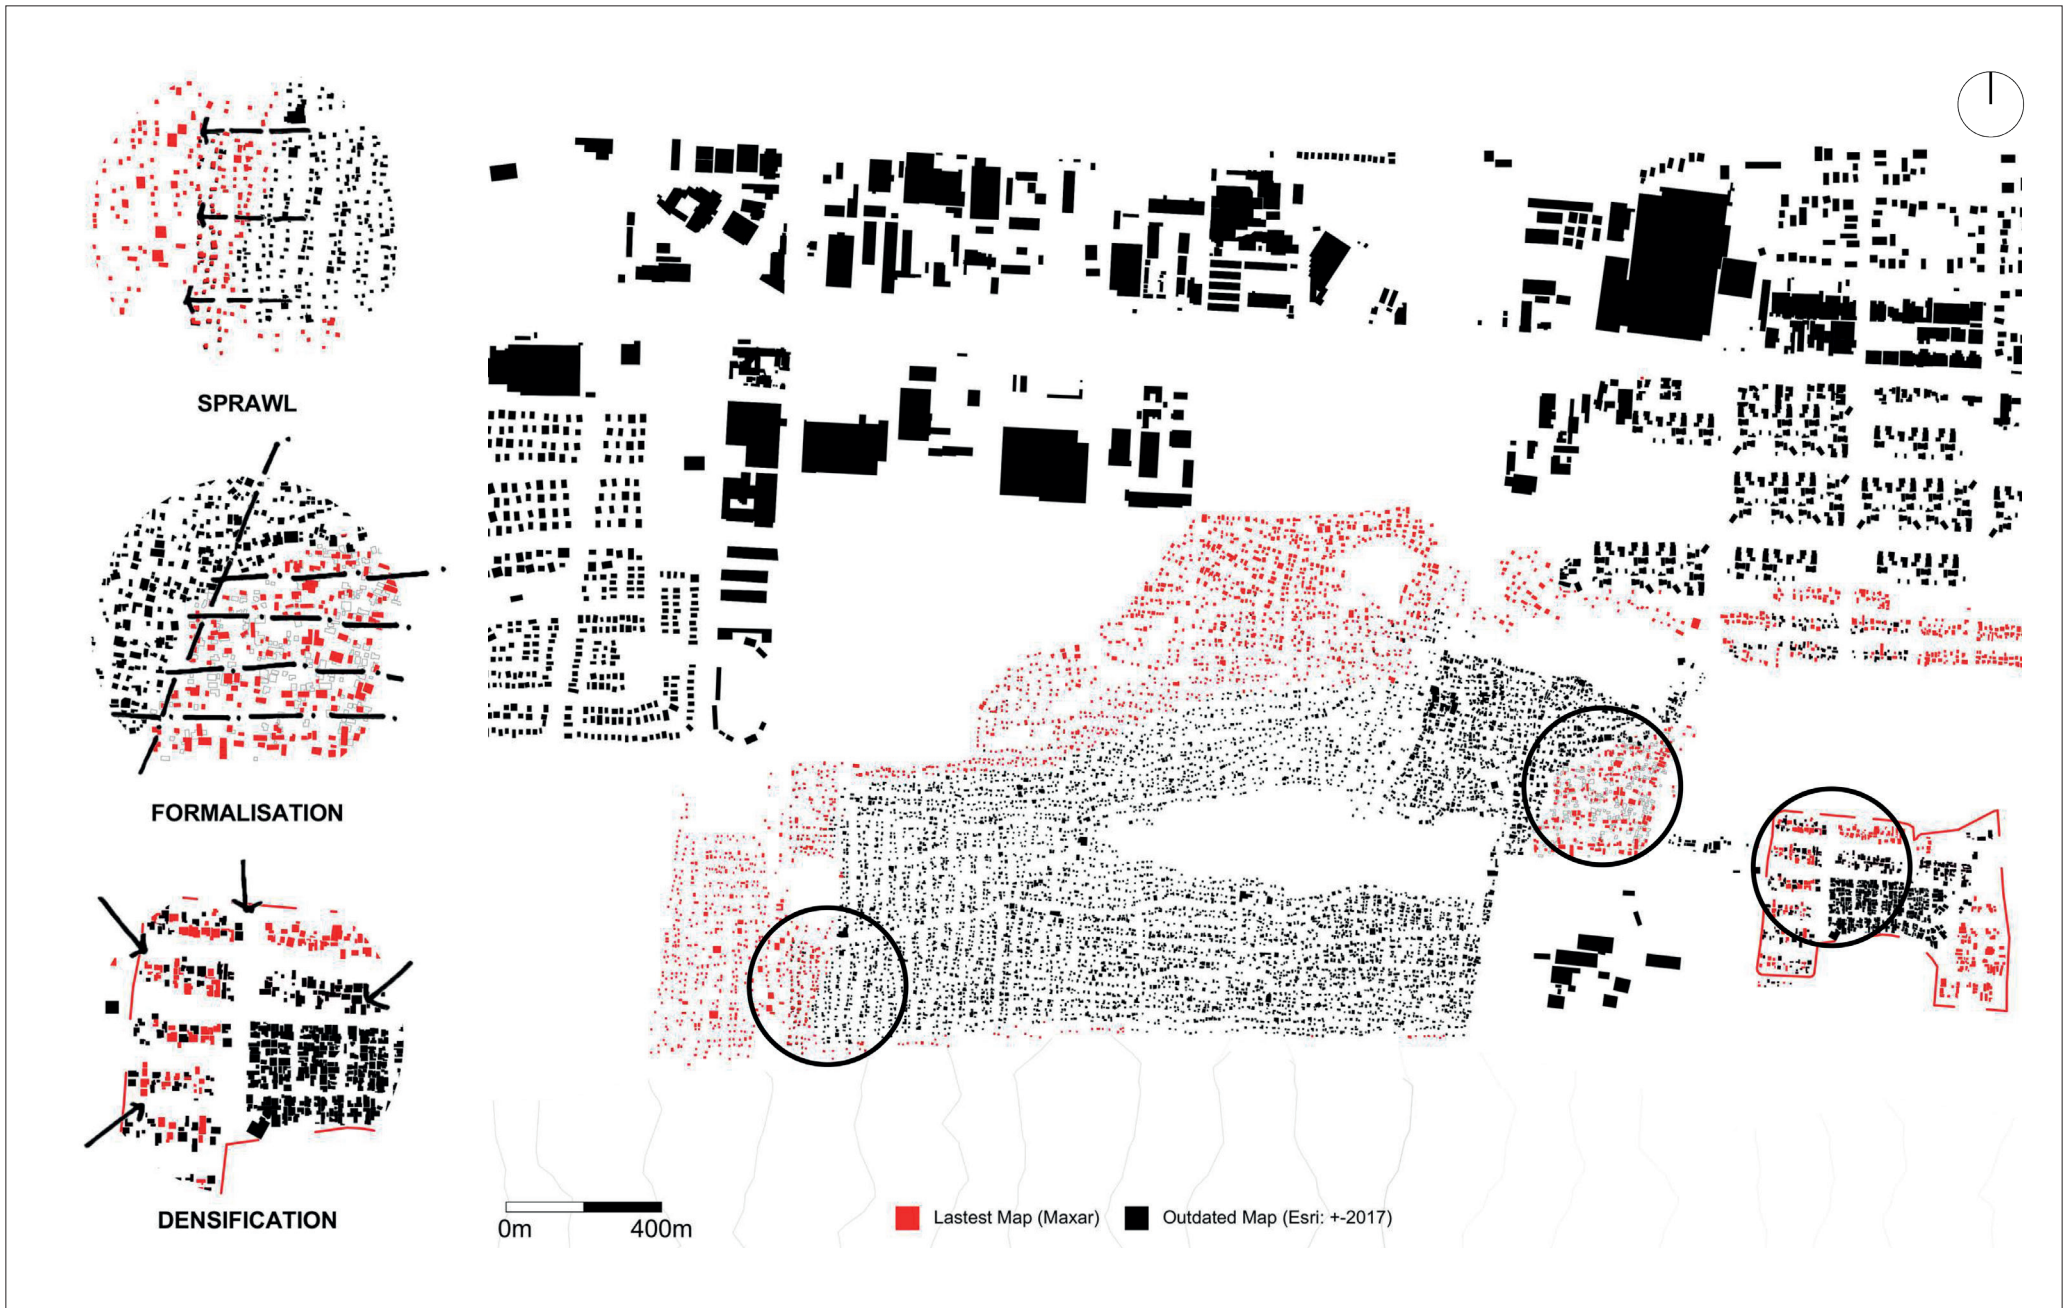 SPRAWL
FORMALISATION
DENSIFICATION
0m 400m
Lastest Map (Maxar)
Outdated Map (Esri: +-2017)